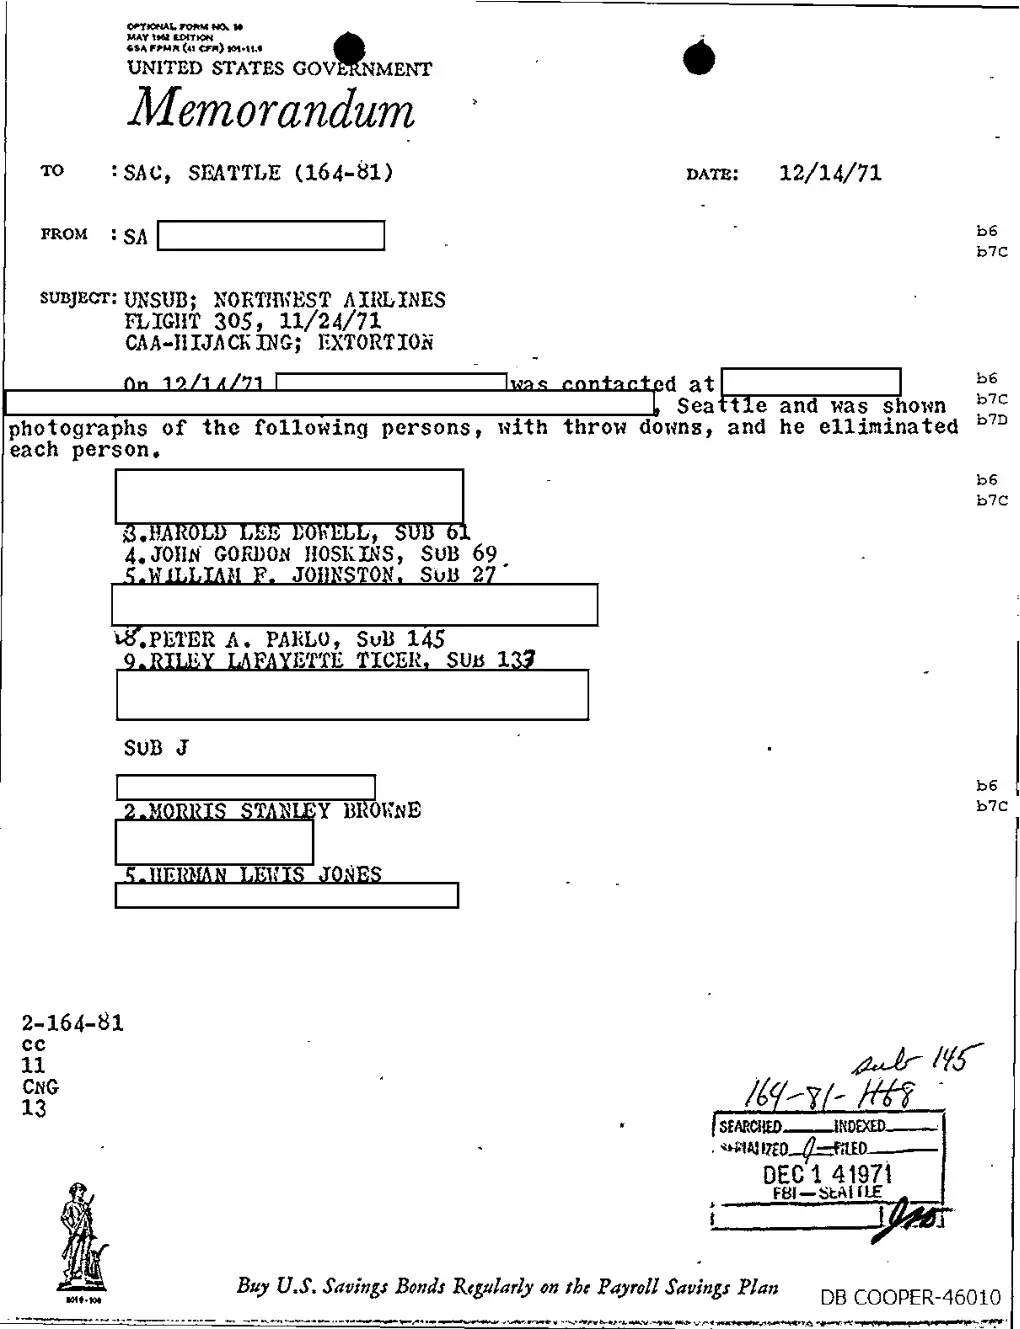 OPTIONAL FORM NO. 10
MAY 1962 EDITION
GSA FPMR (41 CFR) 101-11.6
UNITED STATES GOVERNMENT
Memorandum
TO : SAC, SEATTLE (164-81) DATE: 12/14/71
FROM : SA b6
b7C
SUBJECT: UNSUB; NORTHWEST AIRLINES
FLIGHT 305, 11/24/71
CAA-HIJACKING; EXTORTION
On 12/14/71 was contacted at b6
, Seattle and was shown b7C
photographs of the following persons, with throw downs, and he elliminated b7D
each person.
b6
b7C
3.HAROLD LEE DOWELL, SUB 61
4.JOHN GORDON HOSKINS, SUB 69
5.WILLIAM F. JOHNSTON, SUB 27
8.PETER A. PARLO, SUB 145
9.RILEY LAFAYETTE TICER, SUB 133
SUB J
b6
2.MORRIS STANLEY BROWNE b7C
5.HERMAN LEWIS JONES
2-164-81
cc
11
CNG
13
sub 145
164-81-
SEARCHED INDEXED
SERIALIZED FILED
DEC 14 1971
FBI—SEATTLE
5010-108
Buy U.S. Savings Bonds Regularly on the Payroll Savings Plan
DB COOPER-46010